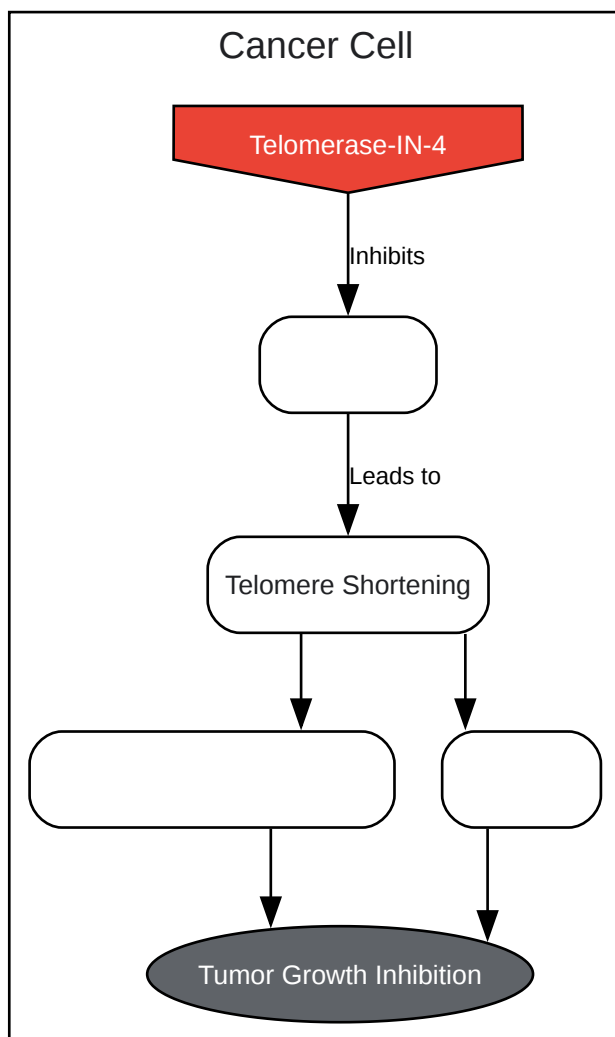 Cancer Cell
Telomerase-IN-4
Inhibits
Leads to
Telomere Shortening
Tumor Growth Inhibition